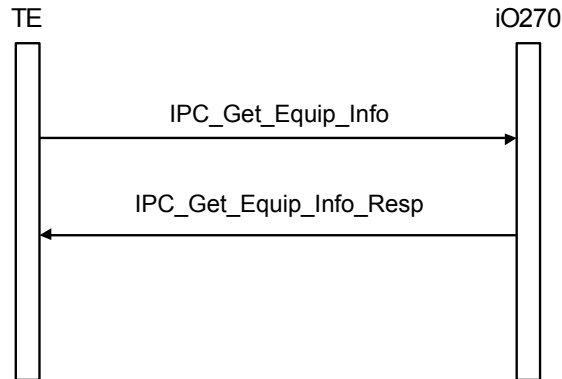 TE
iO270
IPC_Get_Equip_Info
IPC_Get_Equip_Info_Resp